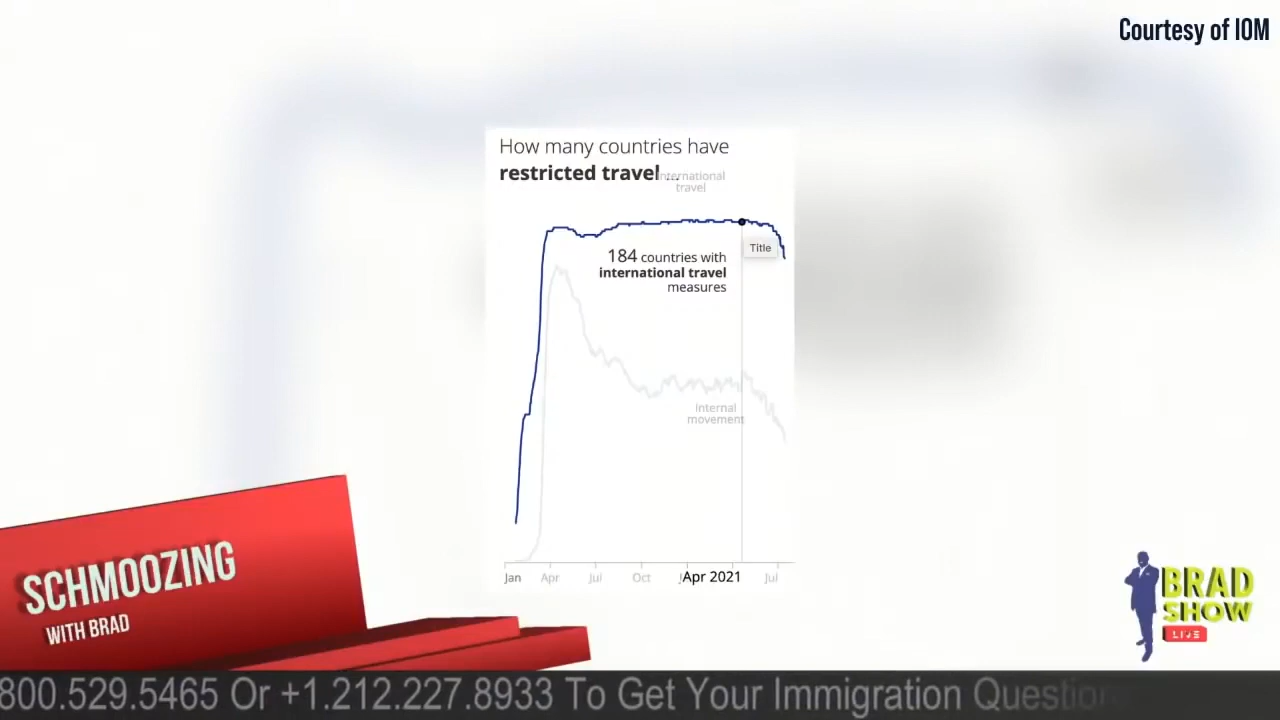 Courtesy of IOM
How many countries have
restricted travel ...
International
travel
Title
184 countries with
international travel
measures
Internal
movement
Jan Apr Jul Oct Apr 2021 Jul
SCHMOOZING
WITH BRAD
BRAD
SHOW
LIVE
800.529.5465 Or +1.212.227.8933 To Get Your Immigration Question